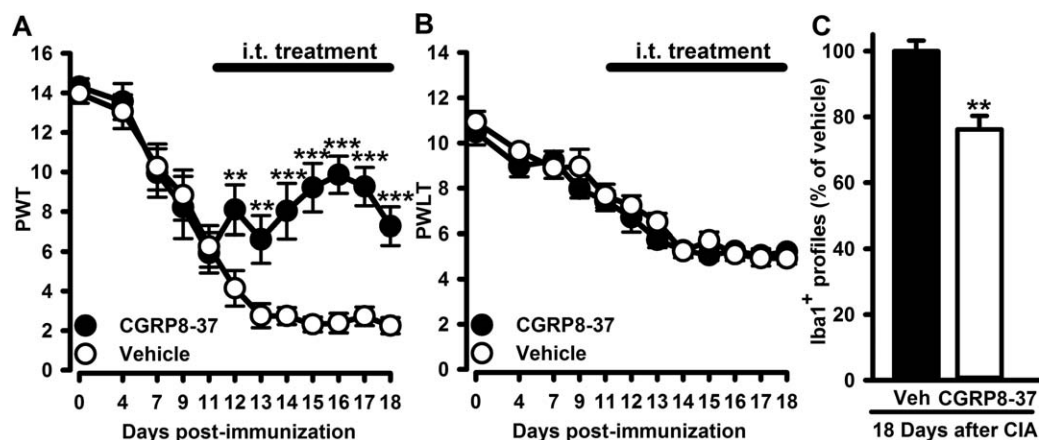 A
i.t. treatment
PWT
16
14
12
10
8
6
4
2
0
**
**
***
***
***
***
***
CGRP8-37
Vehicle
0 4 7 9 11 12 13 14 15 16 17 18
Days post-immunization
B
i.t. treatment
PWLT
14
12
10
8
6
4
2
0
CGRP8-37
Vehicle
0 4 7 9 11 12 13 14 15 16 17 18
Days post-immunization
C
Iba1+ profiles (% of vehicle)
100
80
60
40
20
0
**
Veh CGRP8-37
18 Days after CIA